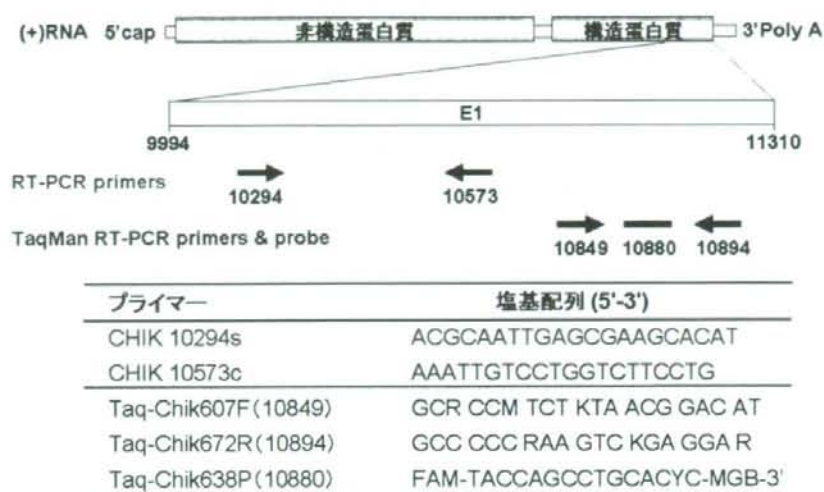 (+)RNA 5'cap 非構造蛋白質 構造蛋白質 3'Poly A
E1
9994 11310
RT-PCR primers
10294 10573
TaqMan RT-PCR primers & probe
10849 10880 10894
プライマー 塩基配列 (5'-3')
CHIK 10294s ACGCAATTGAGCGAAGCACAT
CHIK 10573c AAATTGTCCTGGTCTTCCTG
Taq-Chik607F(10849) GCR CCM TCT KTA ACG GAC AT
Taq-Chik672R(10894) GCC CCC RAA GTC KGA GGA R
Taq-Chik638P(10880) FAM-TACCAGCCTGCACYC-MGB-3'